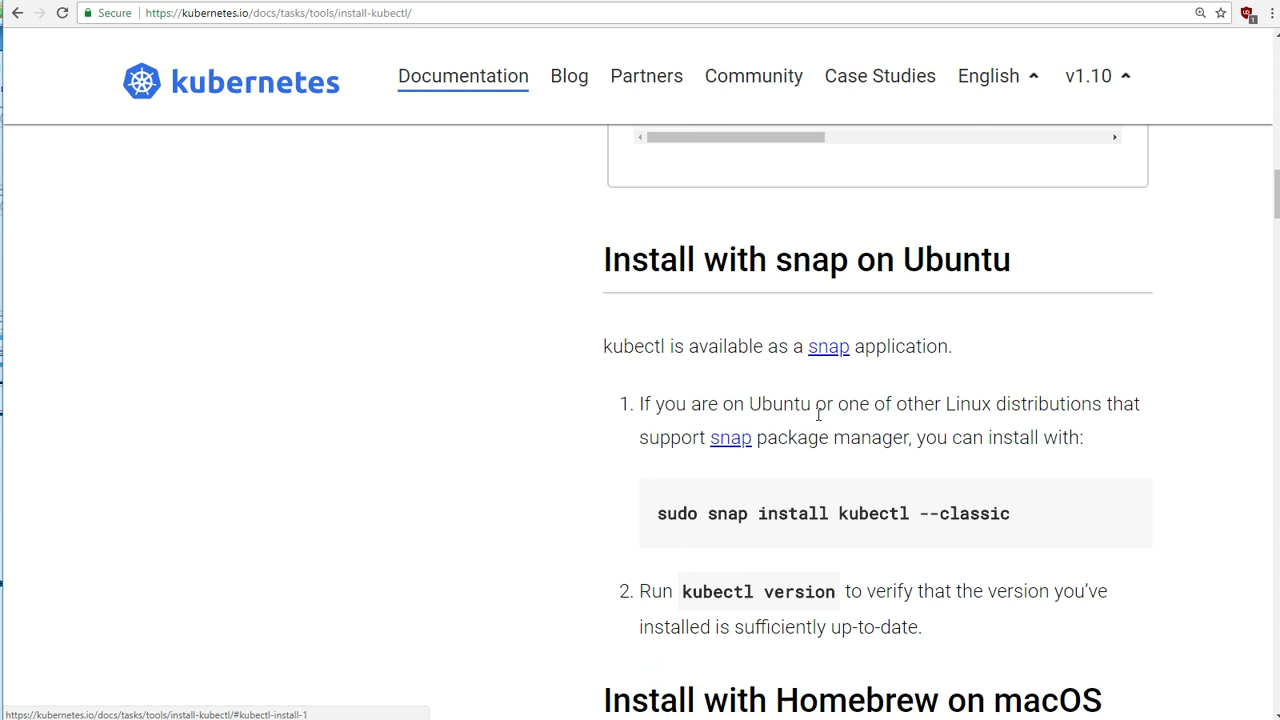 Secure https://kubernetes.io/docs/tasks/tools/install-kubectl/
kubernetes Documentation Blog Partners Community Case Studies English v1.10
Install with snap on Ubuntu
kubectl is available as a snap application.
1. If you are on Ubuntu or one of other Linux distributions that
support snap package manager, you can install with:
sudo snap install kubectl --classic
2. Run kubectl version to verify that the version you’ve
installed is sufficiently up-to-date.
Install with Homebrew on macOS
https://kubernetes.io/docs/tasks/tools/install-kubectl/#kubectl-install-1